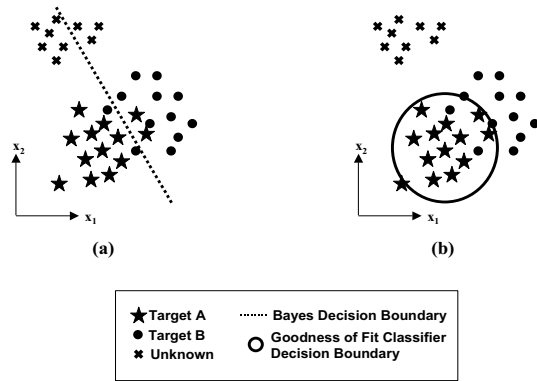 x2
x1
(a)
x2
x1
(b)
Target A
Target B
Unknown
Bayes Decision Boundary
Goodness of Fit Classifier
Decision Boundary